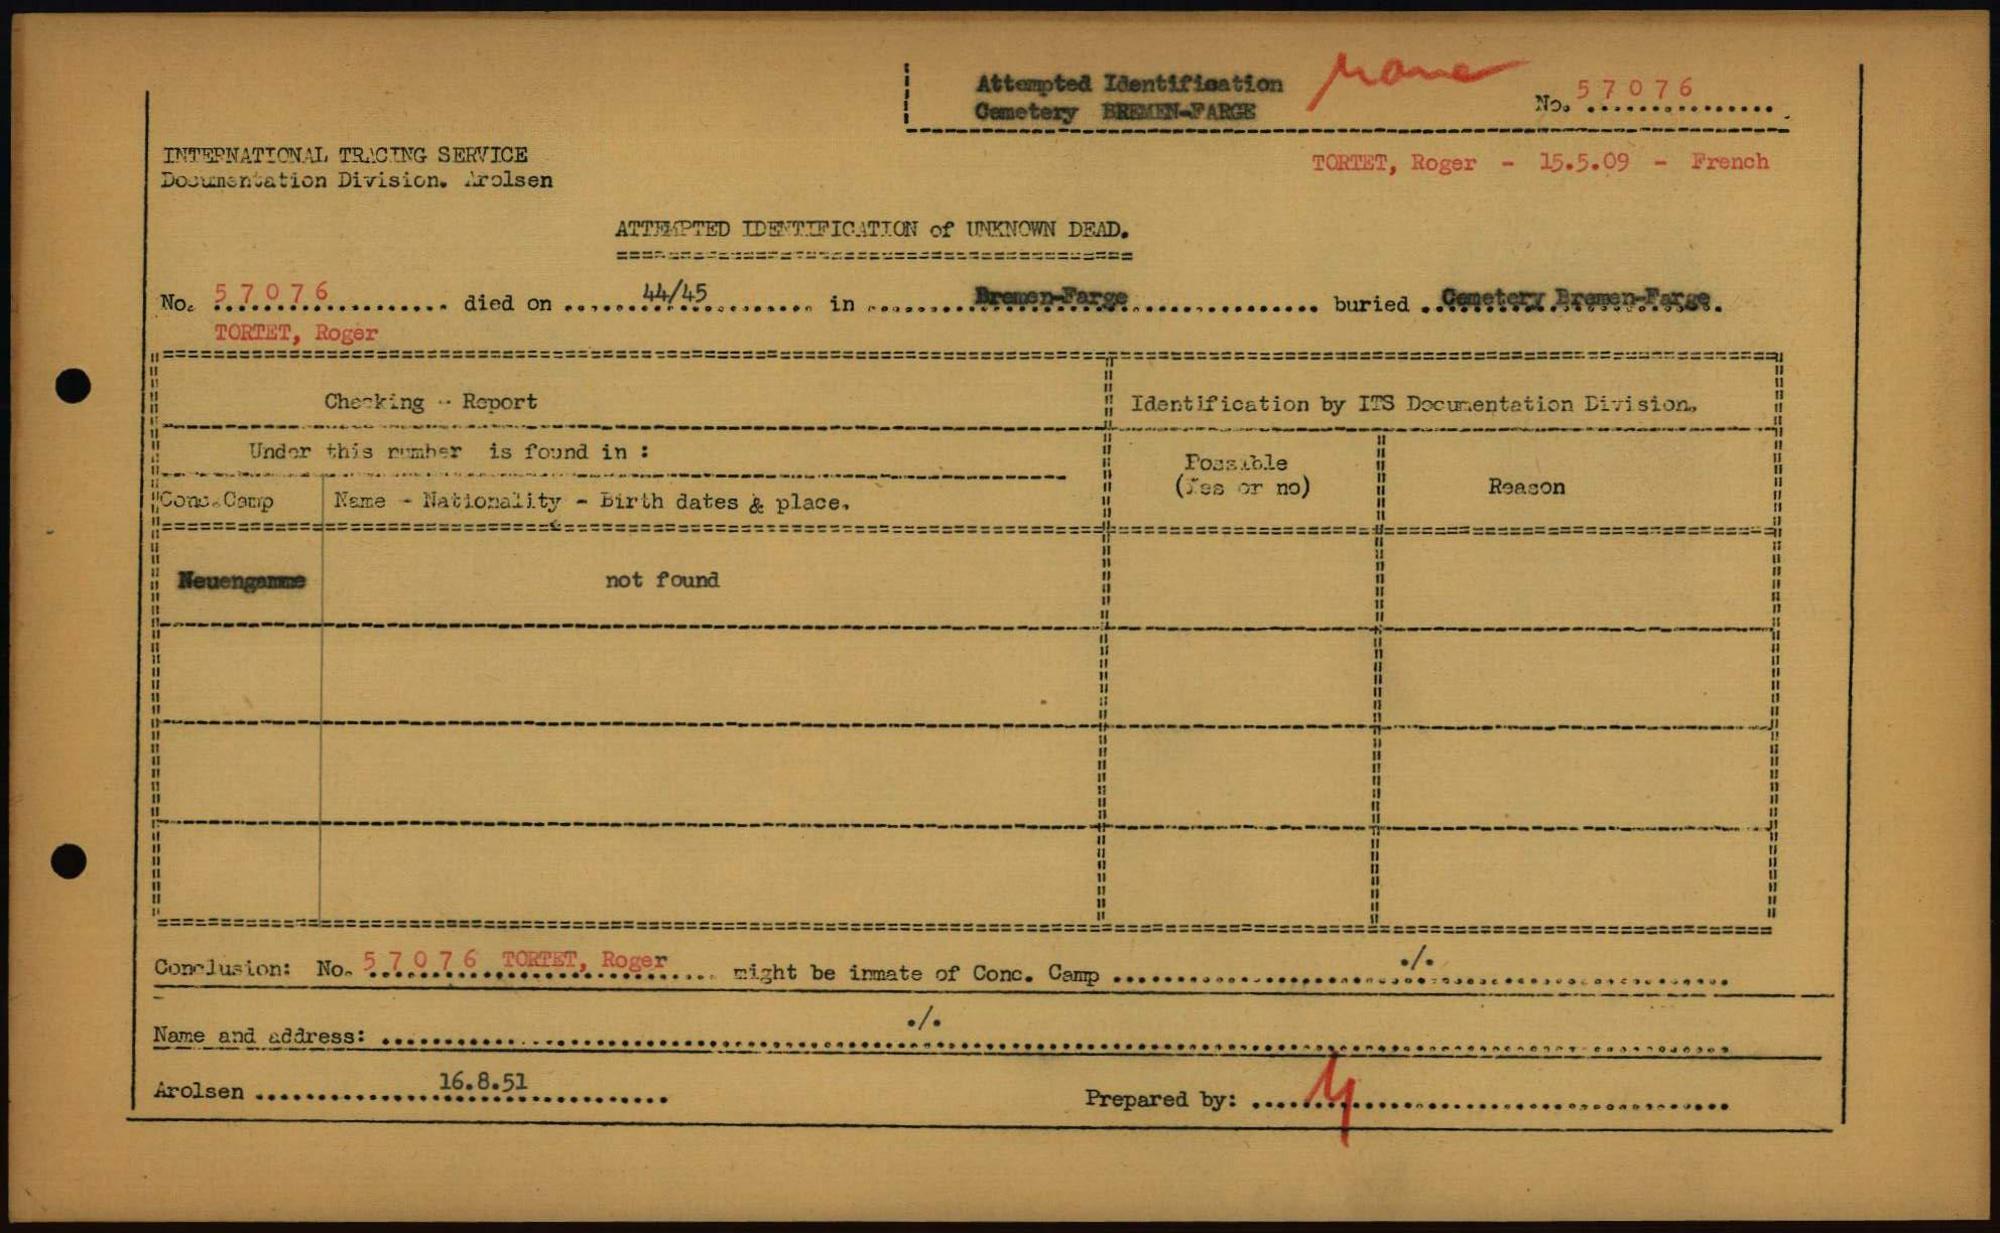 Attempted Identification
Cemetery BREMEN-FARGE
No. 57076
INTERNATIONAL TRACING SERVICE
Documentation Division. Arolsen
TORTET, Roger - 15.5.09 - French
ATTEMPTED IDENTIFICATION of UNKNOWN DEAD.
No. 57076 died on 44/45 in Bremen-Farge buried Cemetery Bremen-Farge.
TORTET, Roger
Checking - Report
Identification by ITS Documentation Division.
Under this number is found in :
Possible
(Yes or no)
Reason
Conc.Camp
Name - Nationality - Birth dates & place.
Neuengamme
not found
Conclusion: No. 57076 TORTET, Roger might be inmate of Conc. Camp ./.
Name and address: ./.
Arolsen 16.8.51
Prepared by: